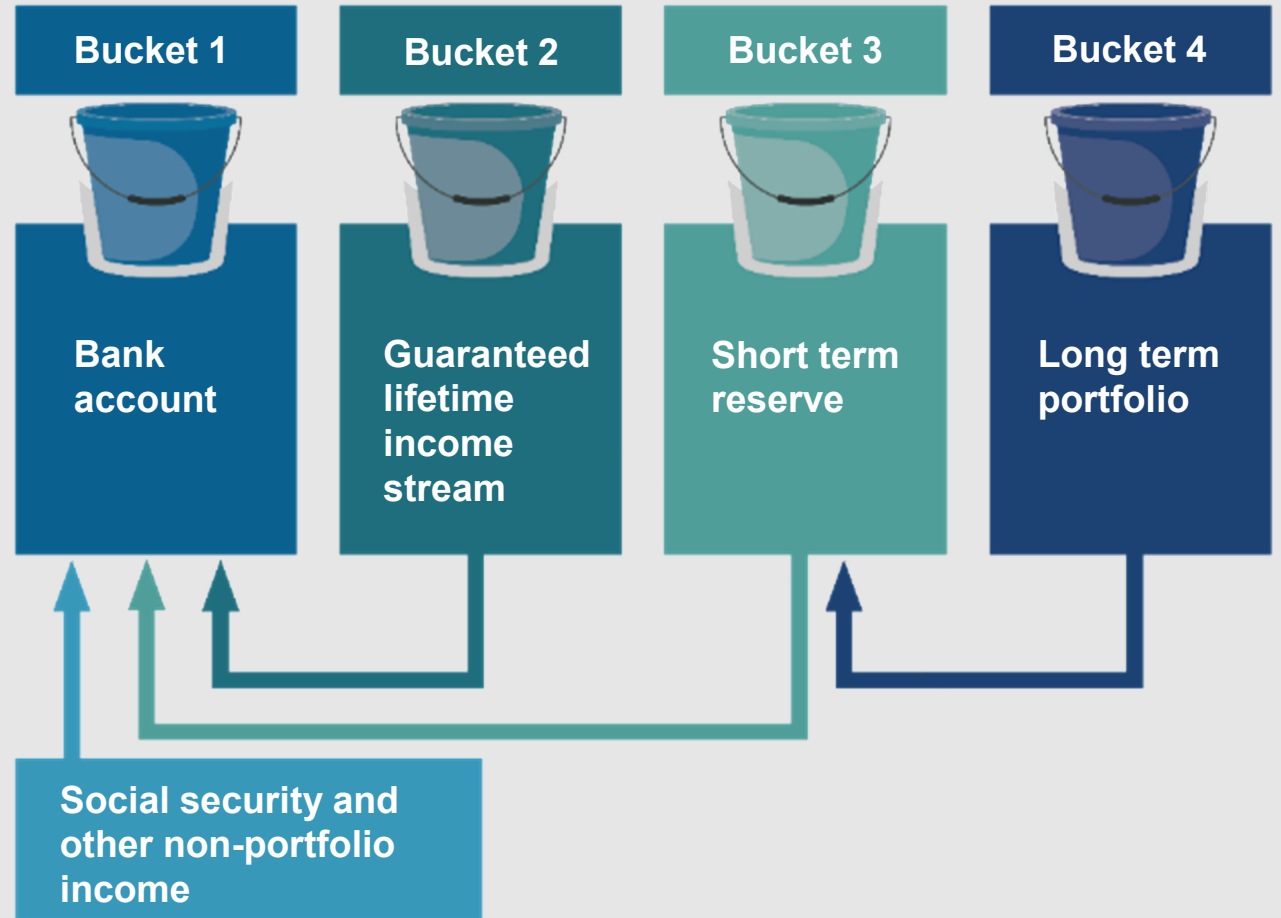 Bucket 1
Bucket 2
Bucket 3
Bucket 4
Bank
account
Guaranteed
lifetime
income
stream
Short term
reserve
Long term
portfolio
Social security and
other non-portfolio
income